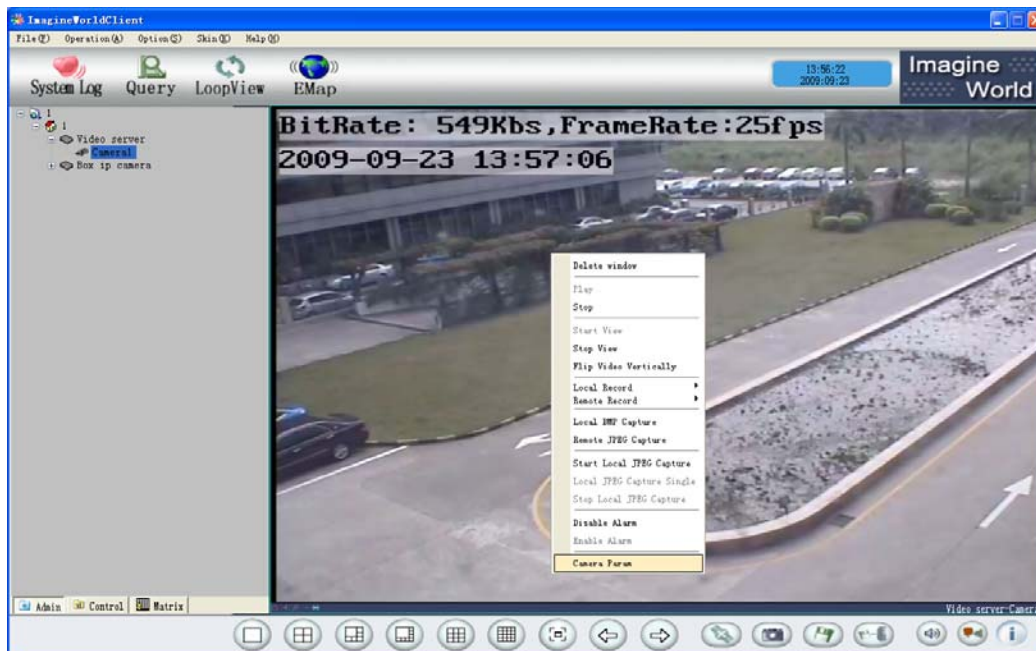 ImagineWorldClient
File(F) Operation(A) Option(S) Skin(X) Help(H)
System Log Query LoopView EMap
13:56:22
2009:09:23
Imagine
World
1
1
Video server
Camera1
Box ip camera
BitRate: 549Kbs,FrameRate:25fps
2009-09-23 13:57:06
Delete window
Play
Stop
Start View
Stop View
Flip Video Vertically
Local Record
Remote Record
Local BMP Capture
Remote JPEG Capture
Start Local JPEG Capture
Local JPEG Capture Single
Stop Local JPEG Capture
Disable Alarm
Enable Alarm
Camera Param
Admin Control Matrix
Video server-Camer